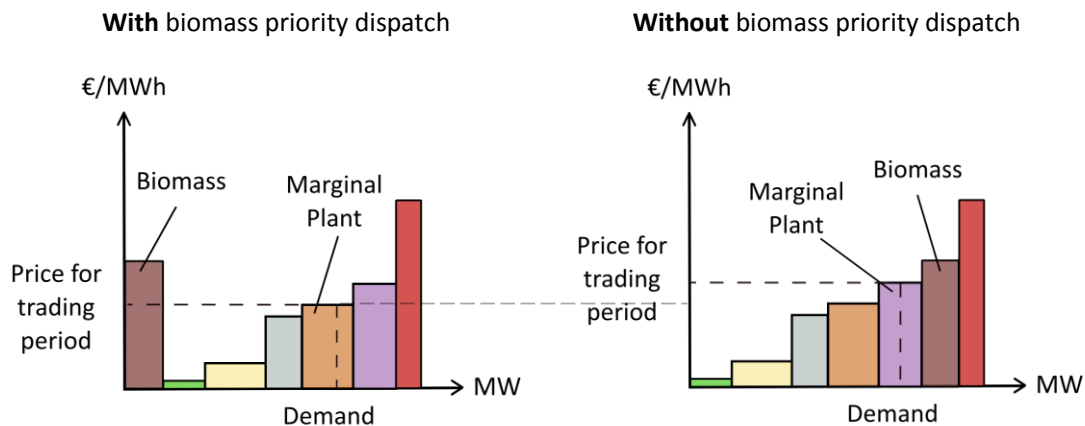 With biomass priority dispatch
€/MWh
Biomass
Marginal
Plant
Price for
trading
period
MW
Demand
Without biomass priority dispatch
€/MWh
Biomass
Marginal
Plant
Price for
trading
period
MW
Demand